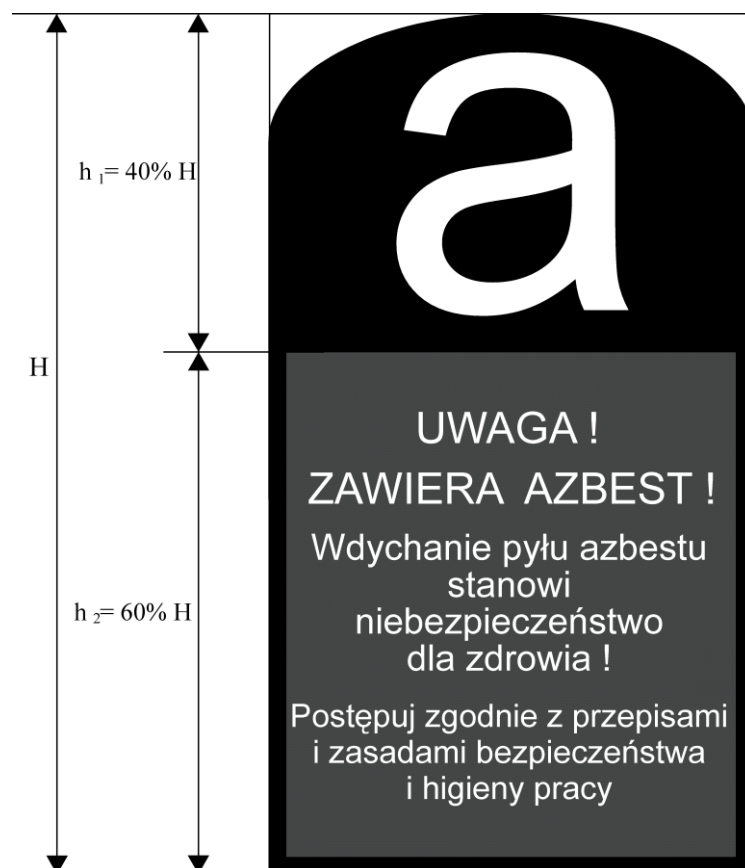 a
h 1= 40% H
H
h 2= 60% H
UWAGA !
ZAWIERA AZBEST !
Wdychanie pyłu azbestu
stanowi
niebezpieczeństwo
dla zdrowia !
Postępuj zgodnie z przepisami
i zasadami bezpieczeństwa
i higieny pracy